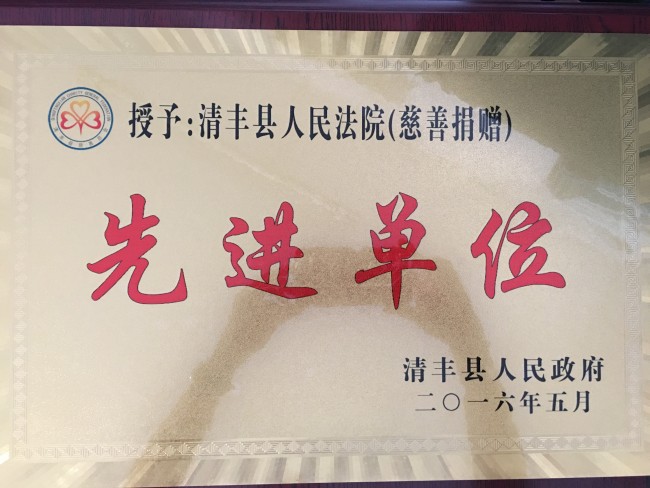 授予:清丰县人民法院(慈善捐赠)
先进单位
清丰县人民政府
二〇一六年五月